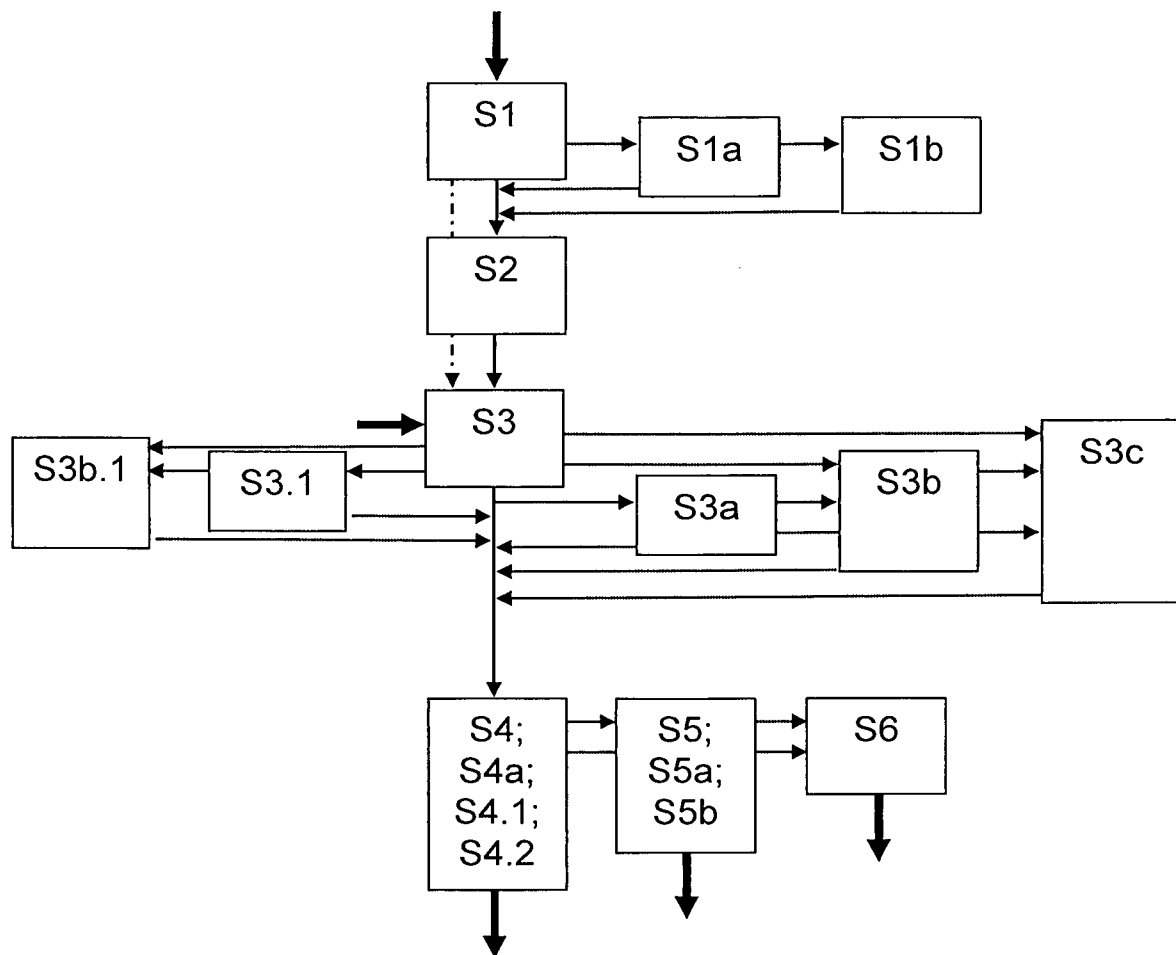 S1
S1a
S1b
S2
S3
S3b.1
S3.1
S3a
S3b
S3c
S4;
S4a;
S4.1;
S4.2
S5;
S5a;
S5b
S6